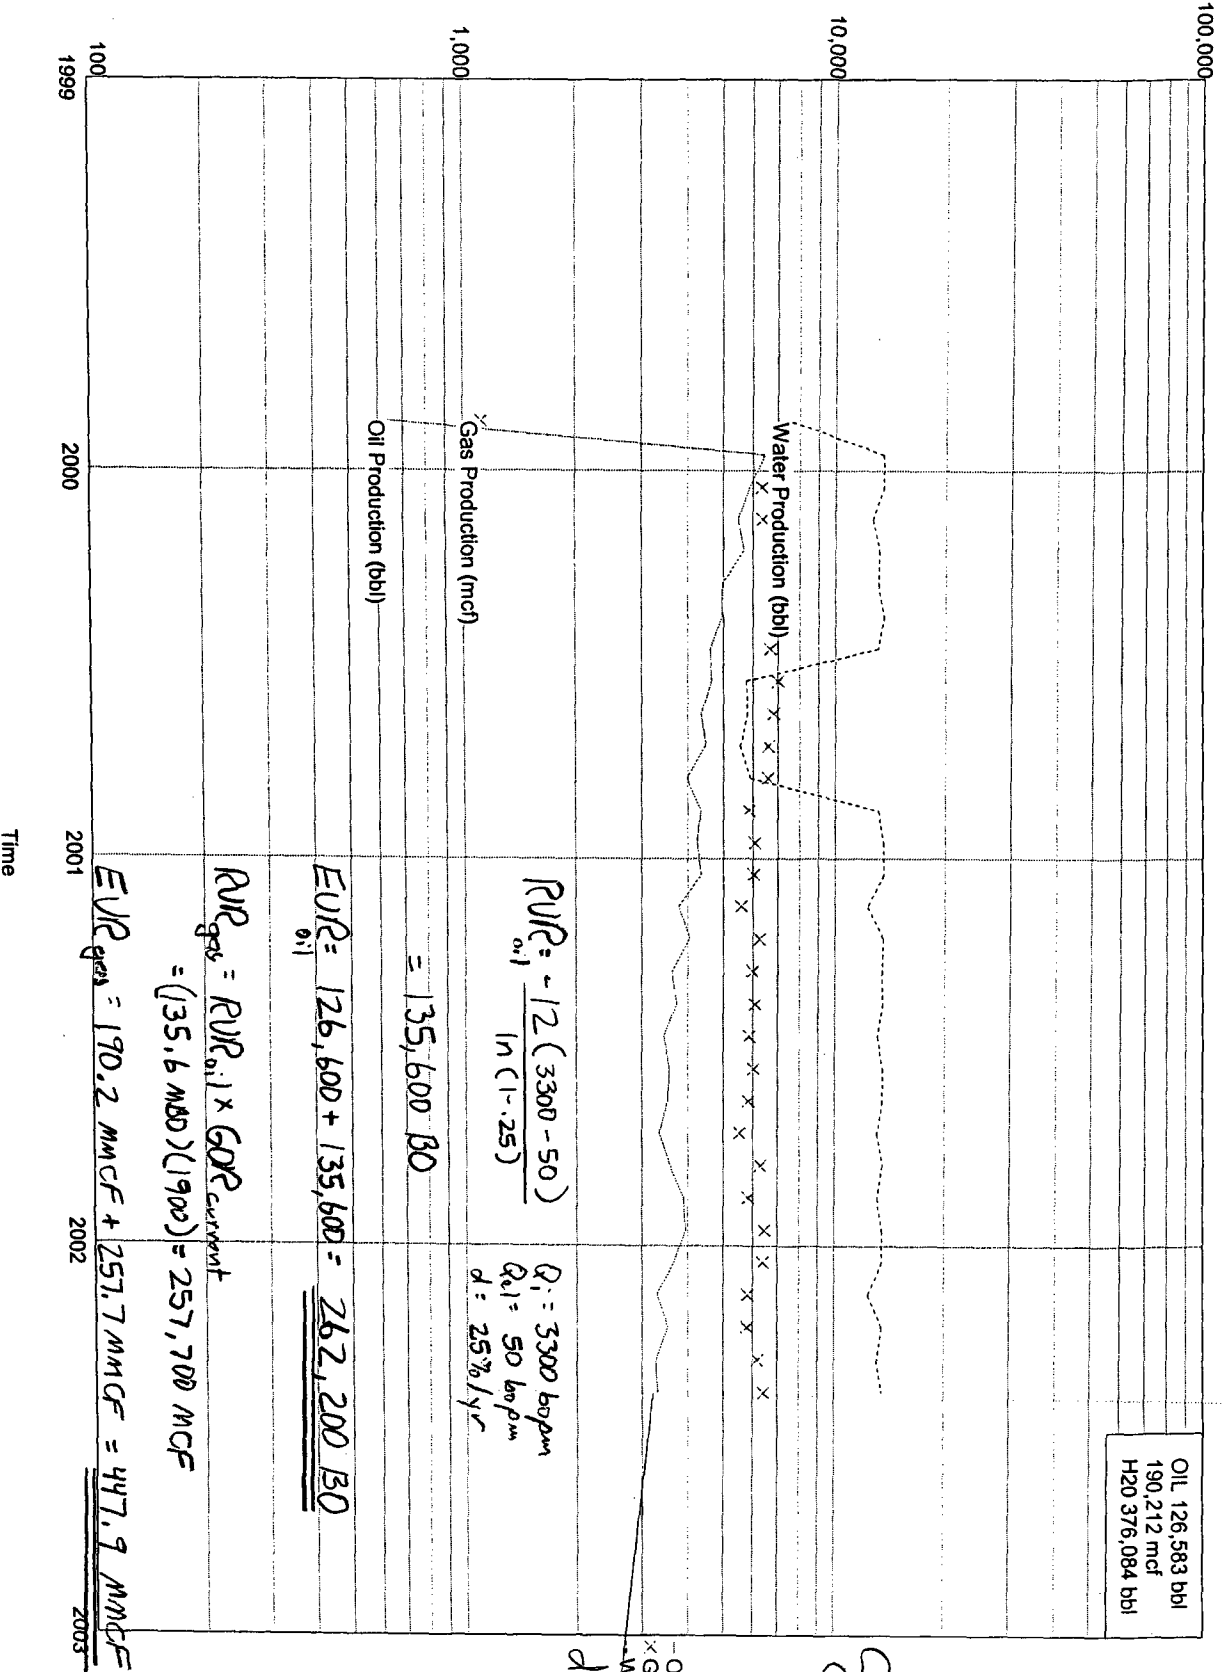 100,000
10,000
1,000
100
1999
2000
2001
2002
2003
Time
OIL 126,583 bbl
190,212 mcf
H20 376,084 bbl
Water Production (bbl)
Gas Production (mcf)
Oil Production (bbl)
Qi = 3300 bopm
Qel = 50 bopm
d = 25%/yr
RUR oil = -12 (3300 - 50)
ln (1-.25)
= 135,600 BO
EUR oil = 126,600 + 135,600 = 262,200 BO
RUR gas = RUR oil x GOR current
= (135.6 MBO)(1900) = 257,700 MCF
EUR gas = 190.2 MMCF + 257.7 MMCF = 447.9 MMCF